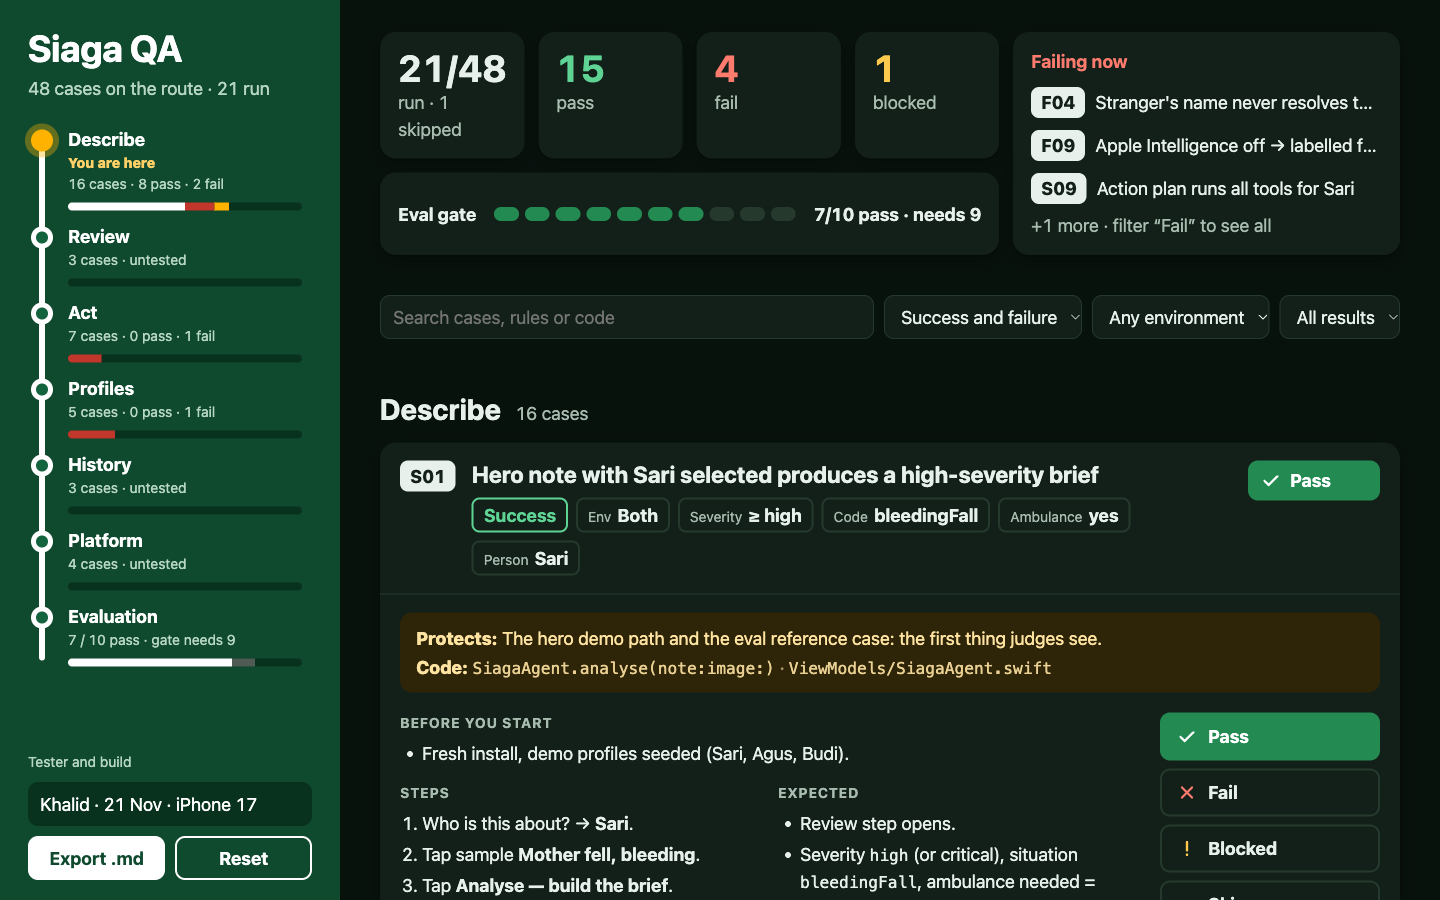 Siaga QA
48 cases on the route · 21 run
Describe
You are here
16 cases · 8 pass · 2 fail
Review
3 cases · untested
Act
7 cases · 0 pass · 1 fail
Profiles
5 cases · 0 pass · 1 fail
History
3 cases · untested
Platform
4 cases · untested
Evaluation
7 / 10 pass · gate needs 9
Tester and build
Khalid · 21 Nov · iPhone 17
Export .md
Reset
21/48
run · 1
skipped
15
pass
4
fail
1
blocked
Eval gate
7/10 pass · needs 9
Failing now
F04 Stranger's name never resolves t...
F09 Apple Intelligence off → labelled f...
S09 Action plan runs all tools for Sari
+1 more · filter “Fail” to see all
Search cases, rules or code
Success and failure
Any environment
All results
Describe 16 cases
S01 Hero note with Sari selected produces a high-severity brief
Pass
Success
Env Both
Severity ≥ high
Code bleedingFall
Ambulance yes
Person Sari
Protects: The hero demo path and the eval reference case: the first thing judges see.
Code: SiagaAgent.analyse(note:image:) · ViewModels/SiagaAgent.swift
BEFORE YOU START
• Fresh install, demo profiles seeded (Sari, Agus, Budi).
STEPS
1. Who is this about? → Sari.
2. Tap sample Mother fell, bleeding.
3. Tap Analyse — build the brief.
EXPECTED
• Review step opens.
• Severity high (or critical), situation
bleedingFall, ambulance needed =
Pass
Fail
! Blocked